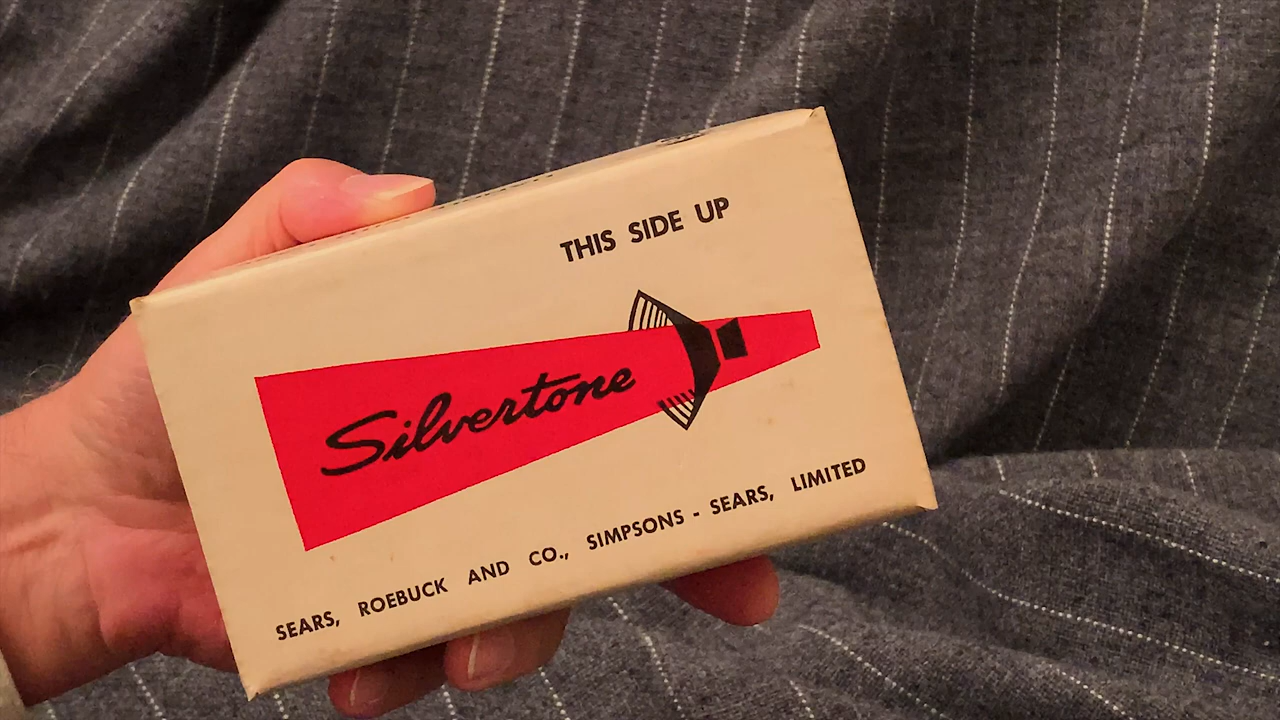 THIS SIDE UP
Silvertone
SEARS, ROEBUCK AND CO., SIMPSONS - SEARS, LIMITED